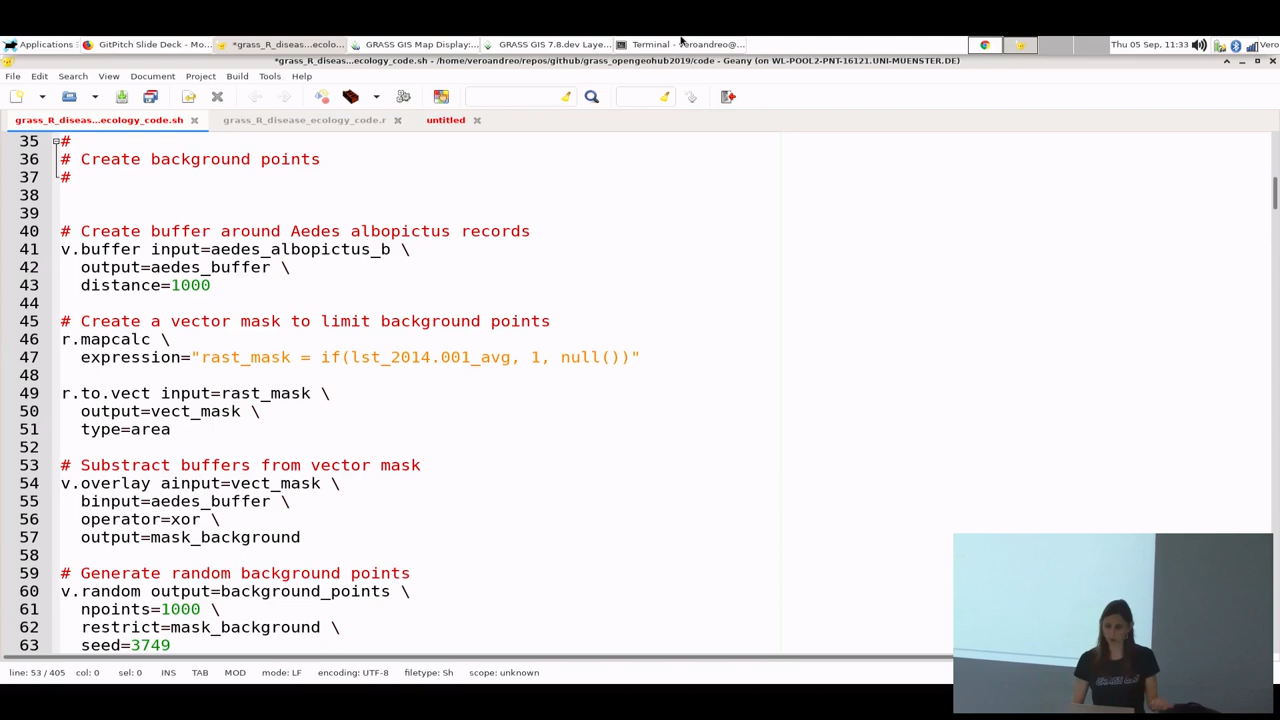 Applications
GitPitch Slide Deck - Mo...
*grass_R_diseas...ecolo...
GRASS GIS Map Display:...
GRASS GIS 7.8.dev Laye...
Terminal - veroandreo@...
Thu 05 Sep, 11:33
Vero
*grass_R_diseas...ecology_code.sh - /home/veroandreo/repos/github/grass_opengeohub2019/code - Geany (on WL-POOL2-PNT-16121.UNI-MUENSTER.DE)
File Edit Search View Document Project Build Tools Help
grass_R_diseas...ecology_code.sh
grass_R_disease_ecology_code.r
untitled
35 #
36 # Create background points
37 #
38
39
40 # Create buffer around Aedes albopictus records
41 v.buffer input=aedes_albopictus_b \
42 output=aedes_buffer \
43 distance=1000
44
45 # Create a vector mask to limit background points
46 r.mapcalc \
47 expression="rast_mask = if(lst_2014.001_avg, 1, null())"
48
49 r.to.vect input=rast_mask \
50 output=vect_mask \
51 type=area
52
53 # Substract buffers from vector mask
54 v.overlay ainput=vect_mask \
55 binput=aedes_buffer \
56 operator=xor \
57 output=mask_background
58
59 # Generate random background points
60 v.random output=background_points \
61 npoints=1000 \
62 restrict=mask_background \
63 seed=3749
line: 53 / 405 col: 0 sel: 0 INS TAB MOD mode: LF encoding: UTF-8 filetype: Sh scope: unknown